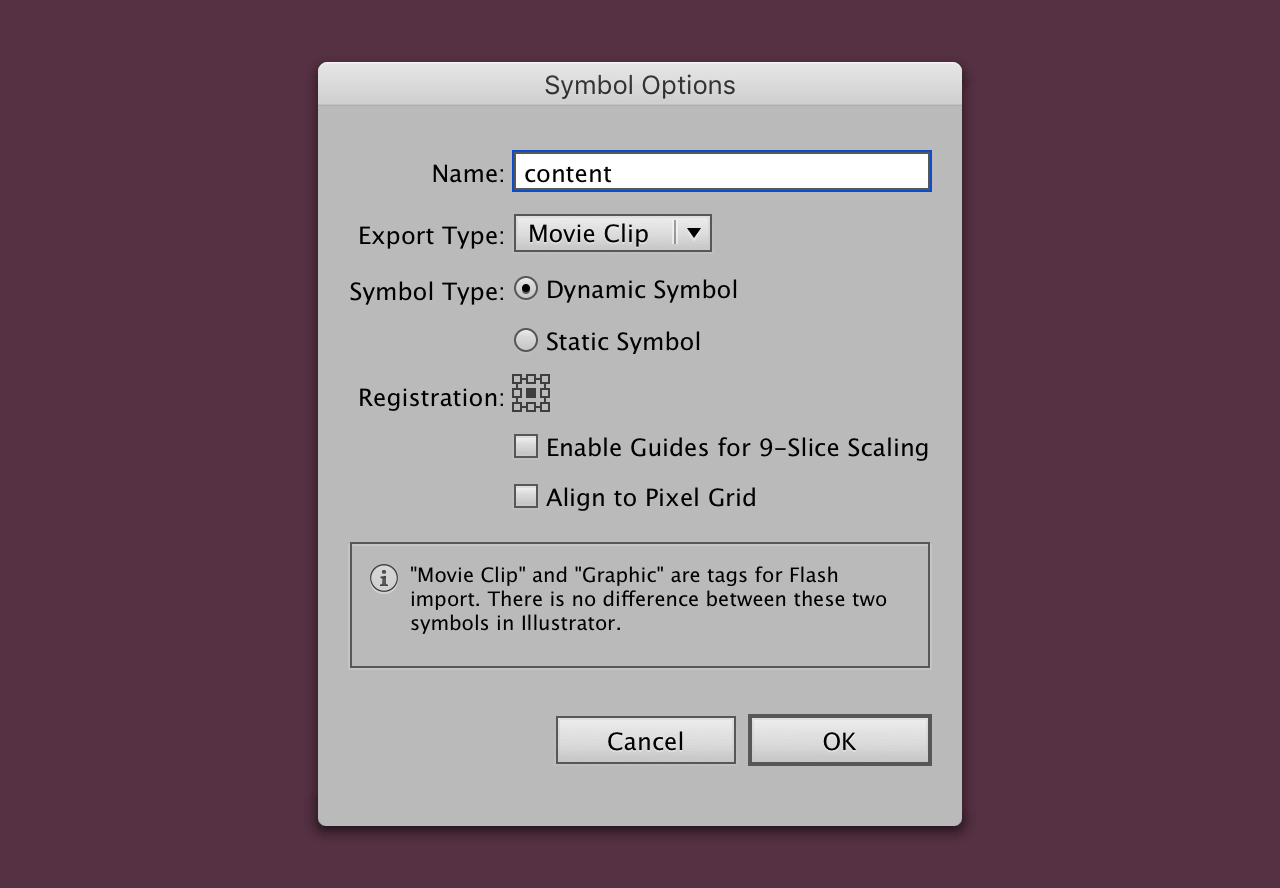 Symbol Options
Name: content
Export Type: Movie Clip
Symbol Type: Dynamic Symbol
Static Symbol
Registration:
Enable Guides for 9-Slice Scaling
Align to Pixel Grid
"Movie Clip" and "Graphic" are tags for Flash
import. There is no difference between these two
symbols in Illustrator.
Cancel OK